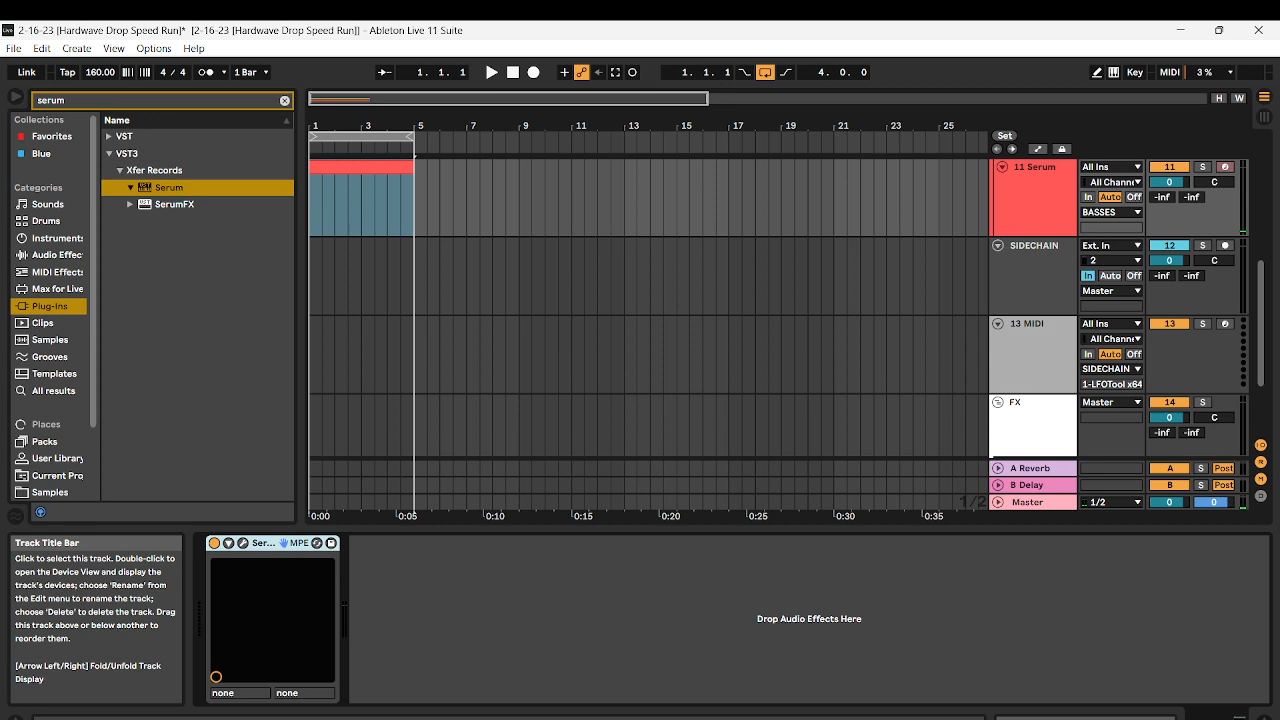 2-16-23 [Hardwave Drop Speed Run]* [2-16-23 [Hardwave Drop Speed Run]] - Ableton Live 11 Suite
File Edit Create View Options Help
Link Tap 160.00 4 / 4 1 Bar 1. 1. 1 1. 1. 1 4. 0. 0 Key MIDI 3 %
serum
H W
Collections
Favorites
Blue
Categories
Sounds
Drums
Instruments
Audio Effec
MIDI Effects
Max for Live
Plug-Ins
Clips
Samples
Grooves
Templates
All results
Places
Packs
User Library
Current Pro
Samples
Name
VST
VST3
Xfer Records
Serum
SerumFX
1 3 5 7 9 11 13 15 17 19 21 23 25
Set
11 Serum All Ins 11 S
All Channe 0 C
In Auto Off -inf -inf
BASSES
SIDECHAIN Ext. In 12 S
2 0 C
In Auto Off -inf -inf
Master
13 MIDI All Ins 13 S
All Channe
In Auto Off
SIDECHAIN
1-LFOTool x64
FX Master 14 S
0 C
-inf -inf
A Reverb A S Post
B Delay B S Post
1/2 Master 1/2 0 0
0:00 0:05 0:10 0:15 0:20 0:25 0:30 0:35
Track Title Bar
Click to select this track. Double-click to
open the Device View and display the
track's devices; choose 'Rename' from
the Edit menu to rename the track;
choose 'Delete' to delete the track. Drag
this track above or below another to
reorder them.
[Arrow Left/Right] Fold/Unfold Track
Display
Ser... MPE
none none
Drop Audio Effects Here